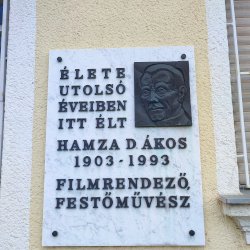 ÉLETE
UTOLSÓ
ÉVEIBEN
ITT ÉLT
HAMZA D. ÁKOS
1903-1993
FILMRENDEZŐ,
FESTŐMŰVÉSZ